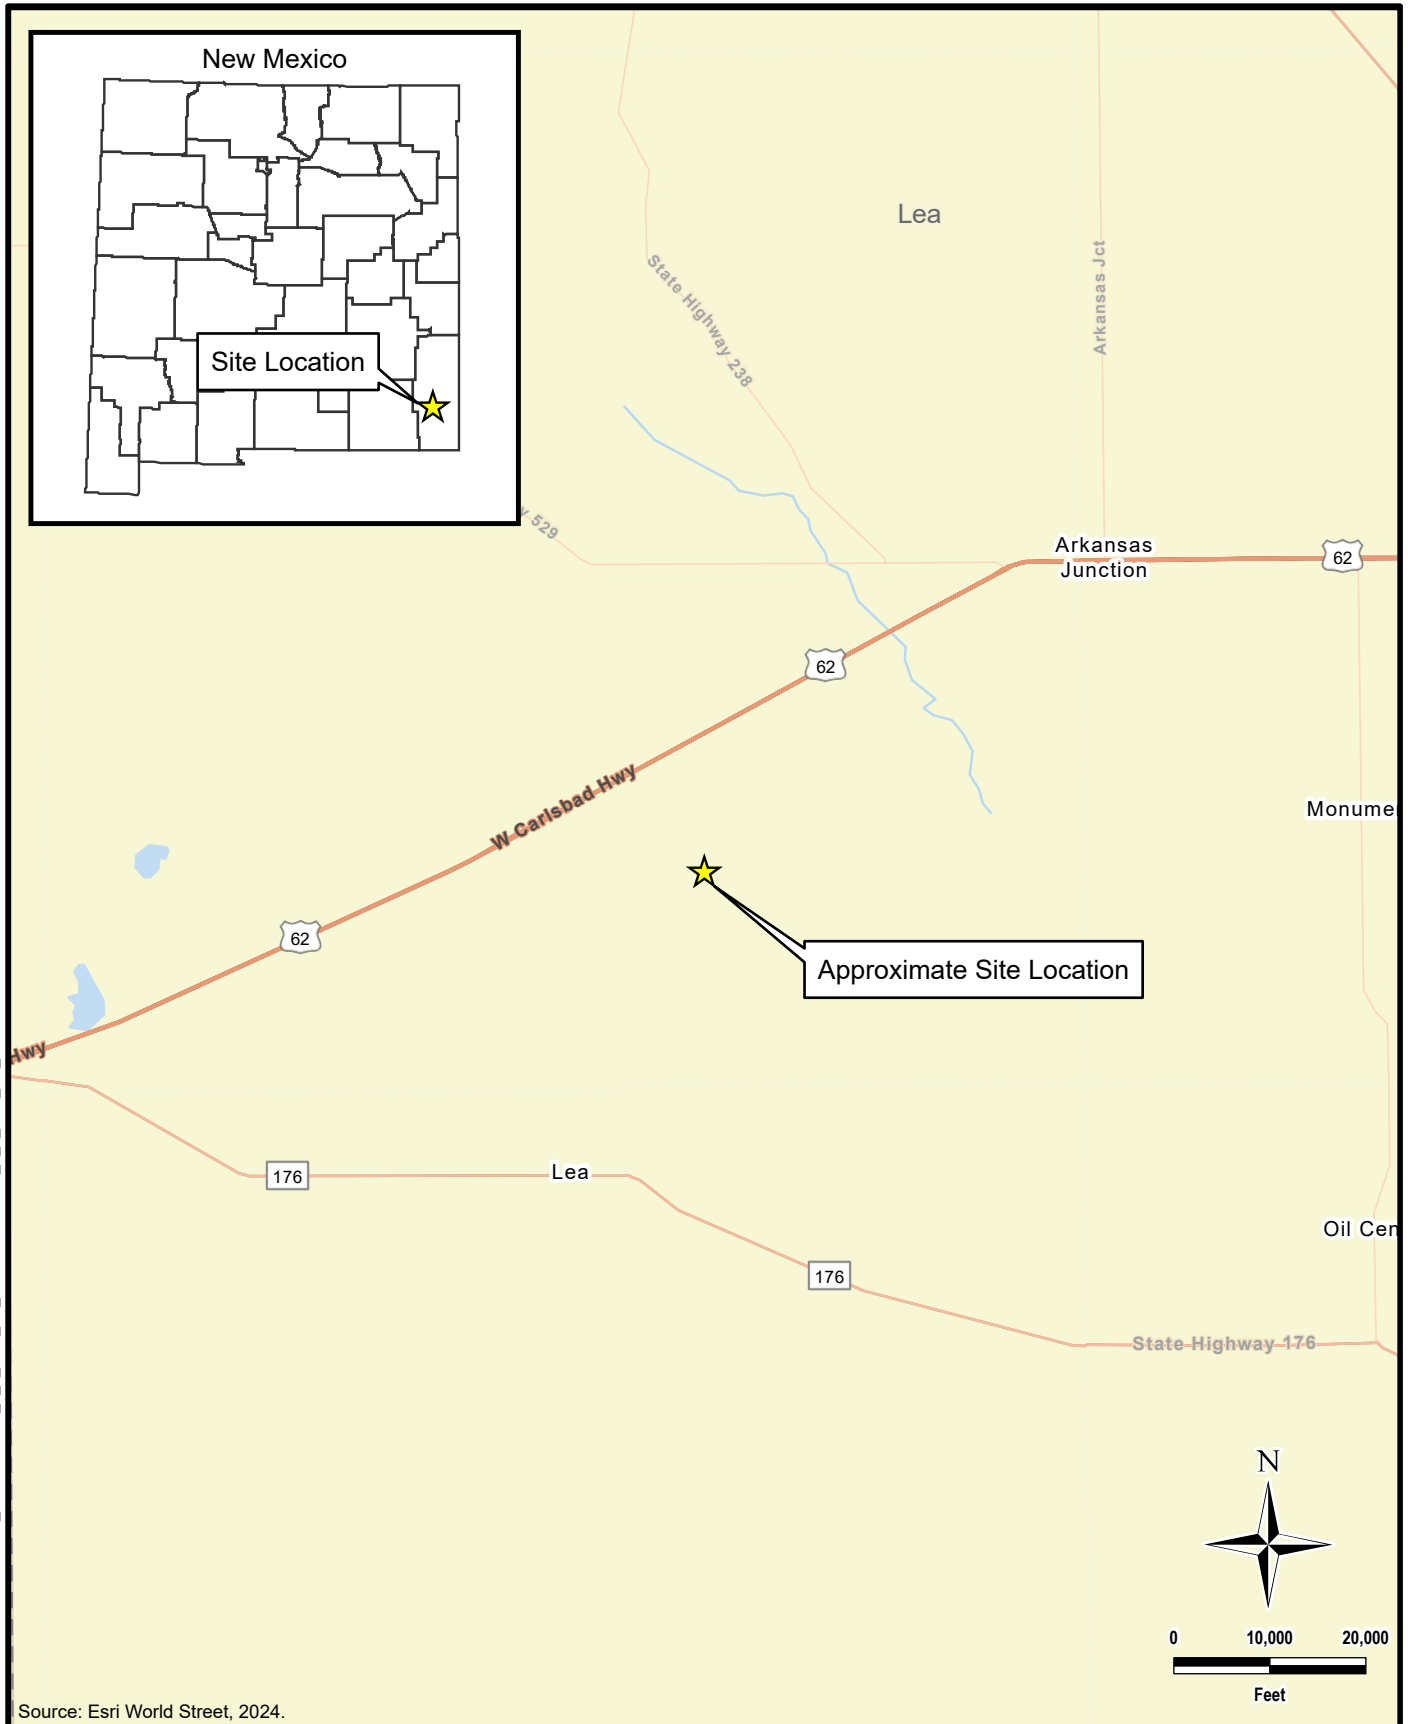 New Mexico
Site Location
Lea
State Highway 238
Arkansas Jct
y 529
Arkansas
Junction
62
62
W Carlsbad Hwy
Monume
62
Approximate Site Location
Hwy
176
Lea
Oil Cen
176
State Highway 176
N
0 10,000 20,000
Feet
Source: Esri World Street, 2024.